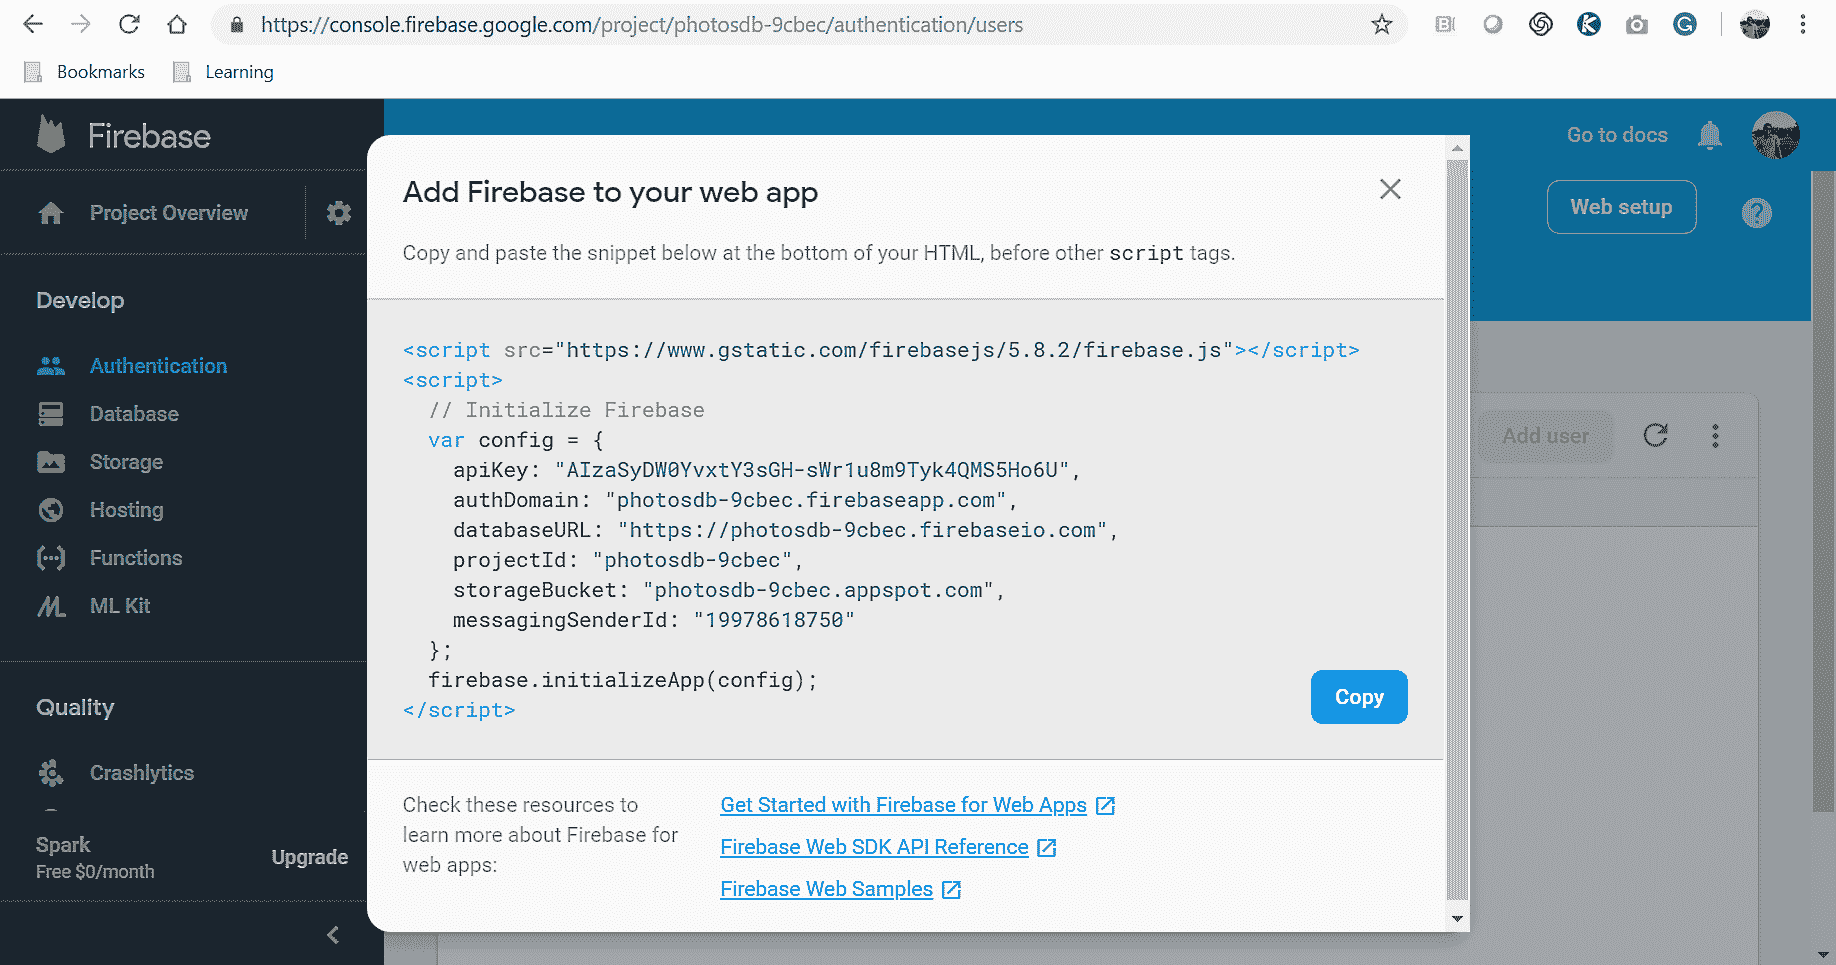 https://console.firebase.google.com/project/photosdb-9cbec/authentication/users
Bookmarks
Learning
Firebase
Project Overview
Develop
Authentication
Database
Storage
Hosting
Functions
ML Kit
Quality
Crashlytics
Spark
Free $0/month
Upgrade
Go to docs
Web setup
Add user
Add Firebase to your web app
Copy and paste the snippet below at the bottom of your HTML, before other script tags.
<script src="https://www.gstatic.com/firebasejs/5.8.2/firebase.js"></script>
<script>
  // Initialize Firebase
  var config = {
    apiKey: "AIzaSyDW0YvxtY3sGH-sWr1u8m9Tyk4QMS5Ho6U",
    authDomain: "photosdb-9cbec.firebaseapp.com",
    databaseURL: "https://photosdb-9cbec.firebaseio.com",
    projectId: "photosdb-9cbec",
    storageBucket: "photosdb-9cbec.appspot.com",
    messagingSenderId: "19978618750"
  };
  firebase.initializeApp(config);
</script>
Copy
Check these resources to
learn more about Firebase for
web apps:
Get Started with Firebase for Web Apps
Firebase Web SDK API Reference
Firebase Web Samples